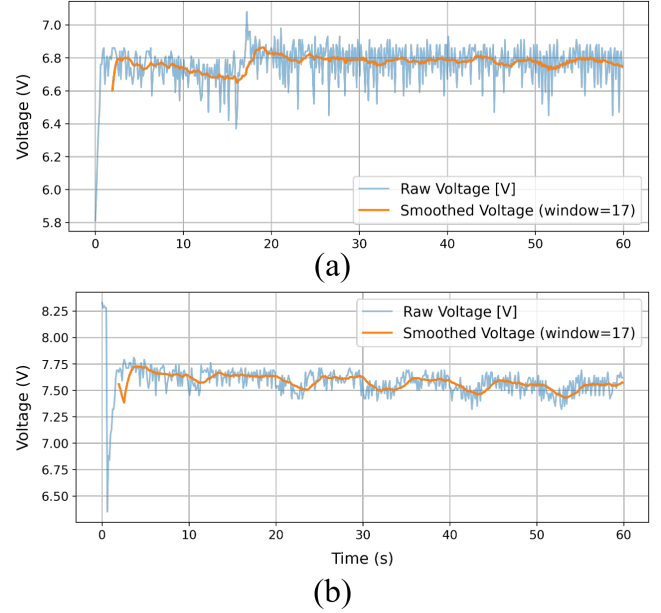 7.0
6.8
6.6
6.4
6.2
6.0
5.8
Voltage (V)
Raw Voltage [V]
Smoothed Voltage (window=17)
0 10 20 30 40 50 60
(a)
8.25
8.00
7.75
7.50
7.25
7.00
6.75
6.50
Voltage (V)
Raw Voltage [V]
Smoothed Voltage (window=17)
0 10 20 30 40 50 60
Time (s)
(b)